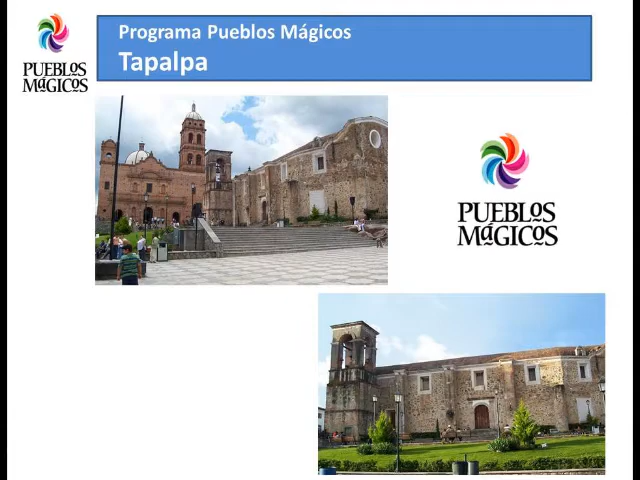 PUEBLOS
MáGICOS
Programa Pueblos Mágicos
Tapalpa
PUEBLOS
MáGICOS